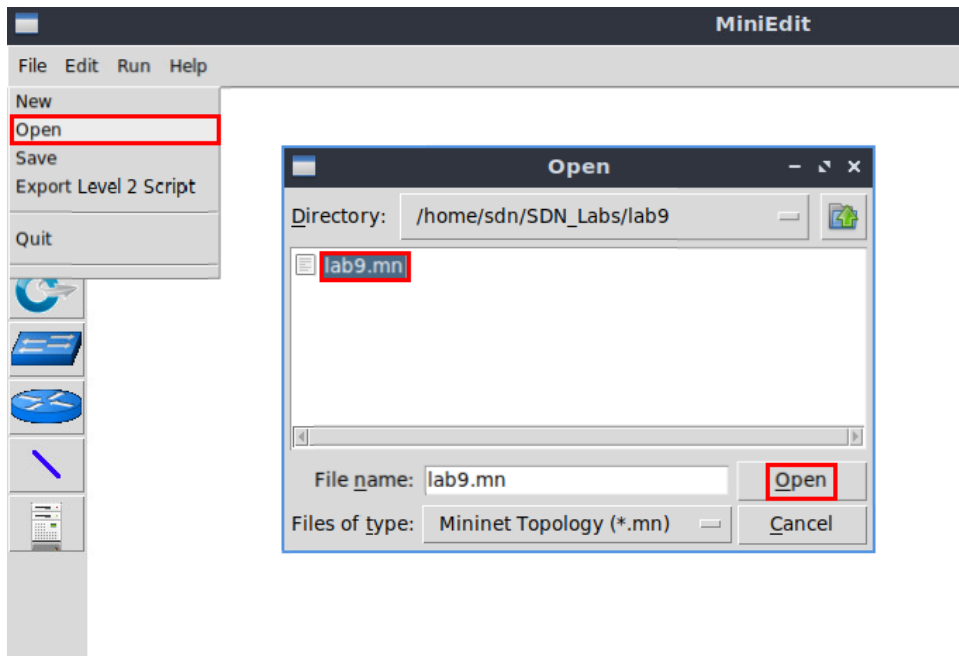 MiniEdit
File Edit Run Help
New
Open
Save
Export Level 2 Script
Quit
Open
Directory: /home/sdn/SDN_Labs/lab9
lab9.mn
File name: lab9.mn Open
Files of type: Mininet Topology (*.mn) Cancel